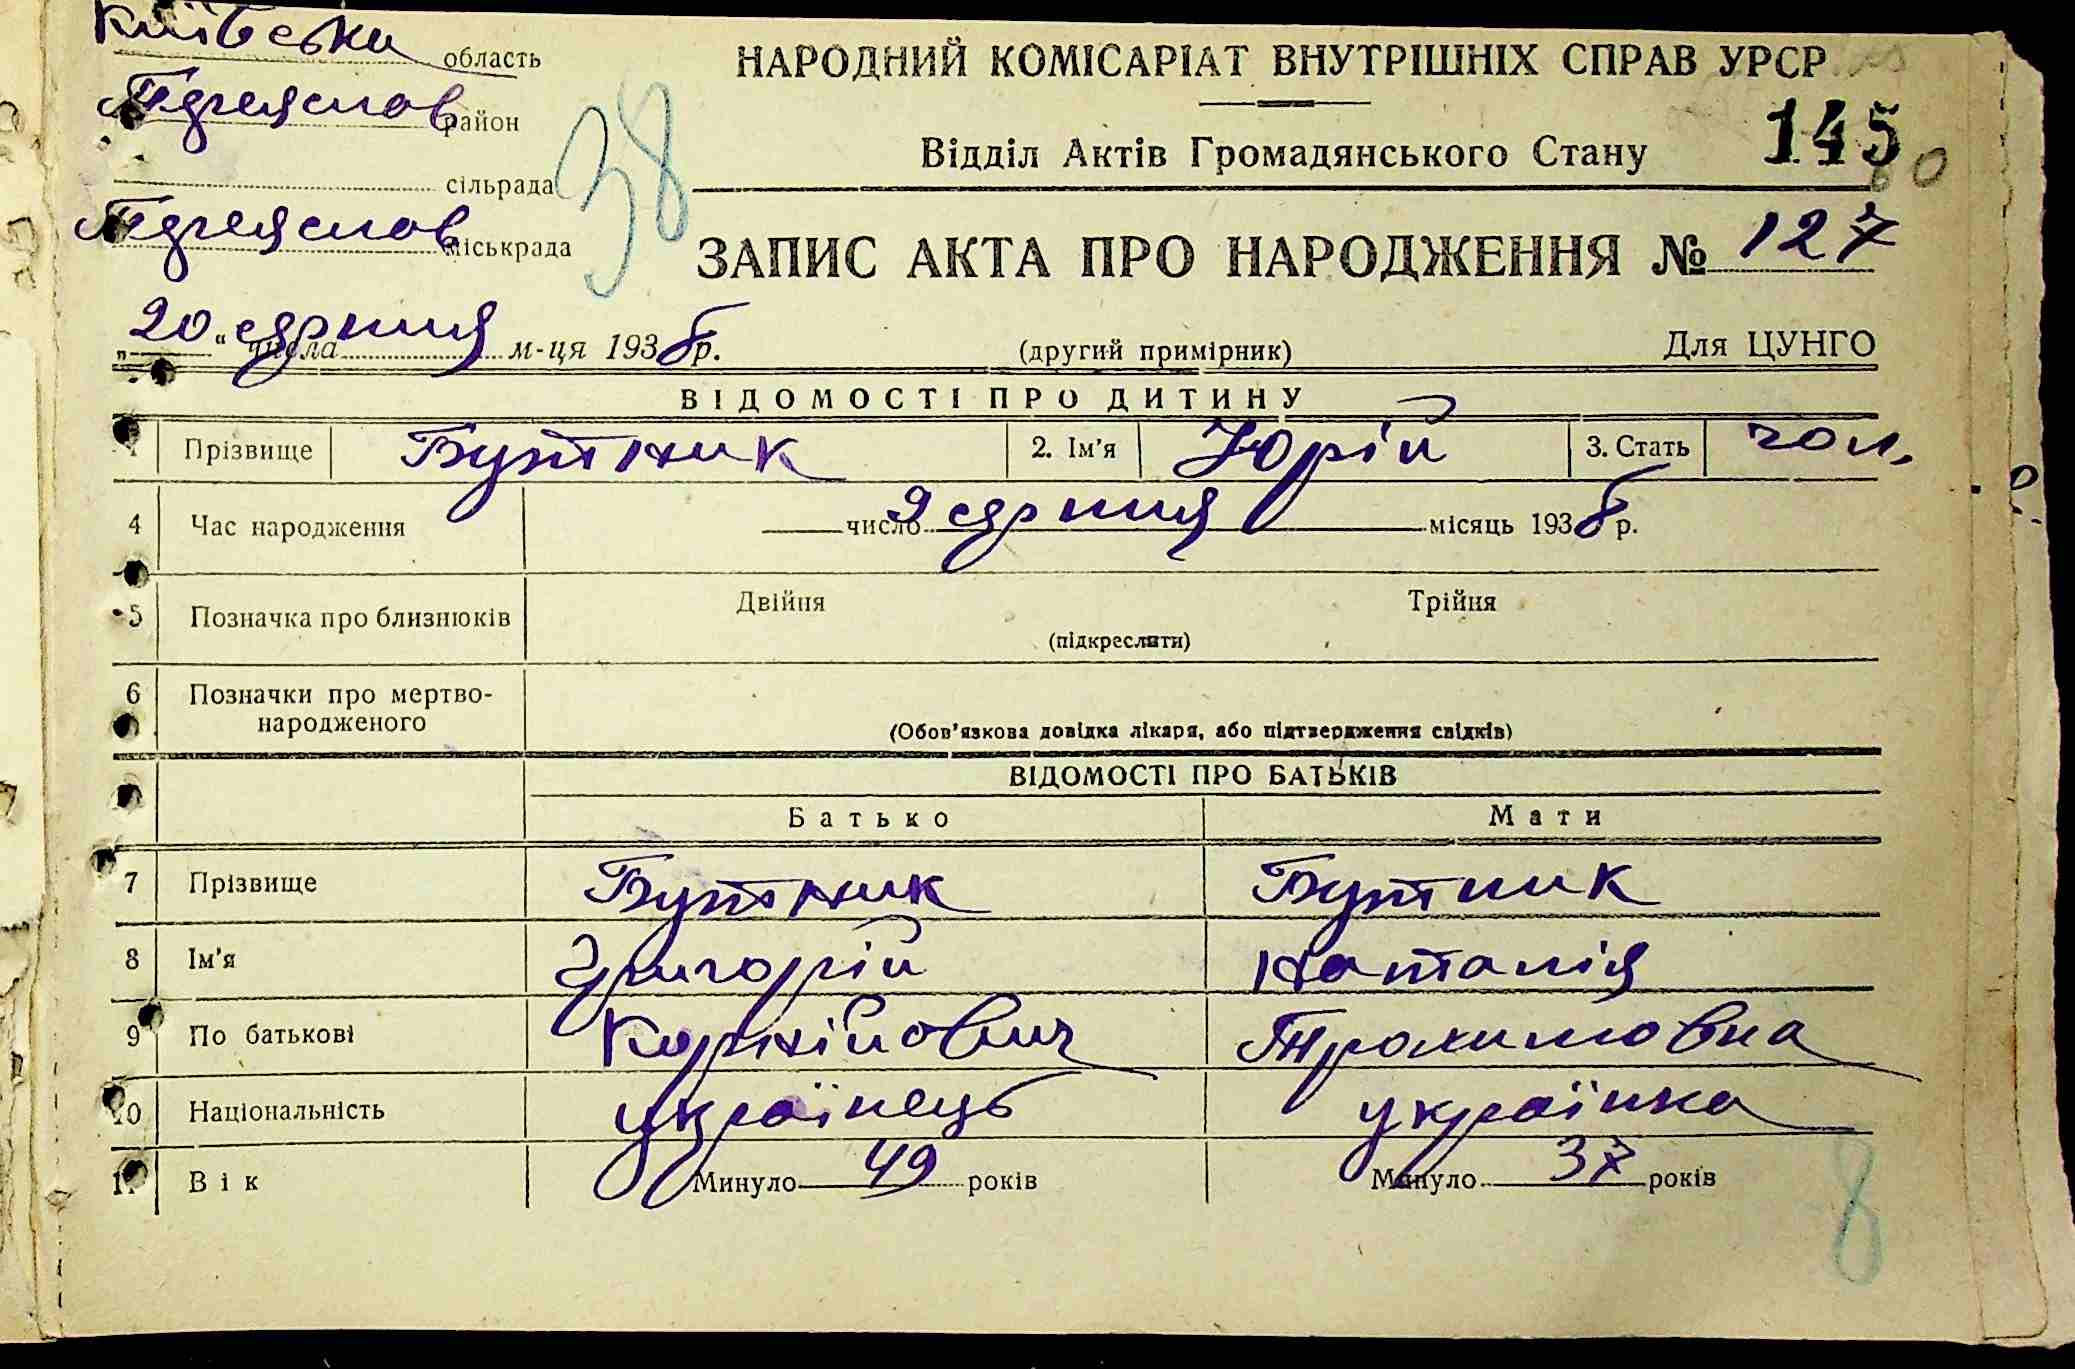 Київська область
НАРОДНИЙ КОМІСАРІАТ ВНУТРІШНІХ СПРАВ УРСР
Переяслов район
145
Відділ Актів Громадянського Стану
сільрада
38
Переяслов міськрада
ЗАПИС АКТА ПРО НАРОДЖЕННЯ № 127
„20“ числа серпня м-ця 1938 р.
(другий примірник)
Для ЦУНГО
ВІДОМОСТІ ПРО ДИТИНУ
Прізвище Бутник 2. Ім'я Юрій 3. Стать чол.
4 Час народження 9 число серпня місяць 1938 р.
5 Позначка про близнюків Двійня Трійня
(підкреслити)
6 Позначки про мертво-
народженого
(Обов'язкова довідка лікаря, або підтвердження свідків)
ВІДОМОСТІ ПРО БАТЬКІВ
Батько Мати
7 Прізвище Бутник Бутник
8 Ім'я Григорій Наталія
9 По батькові Корнійович Трохимовна
10 Національність українець українка
11 Вік Минуло 49 років Минуло 37 років
8